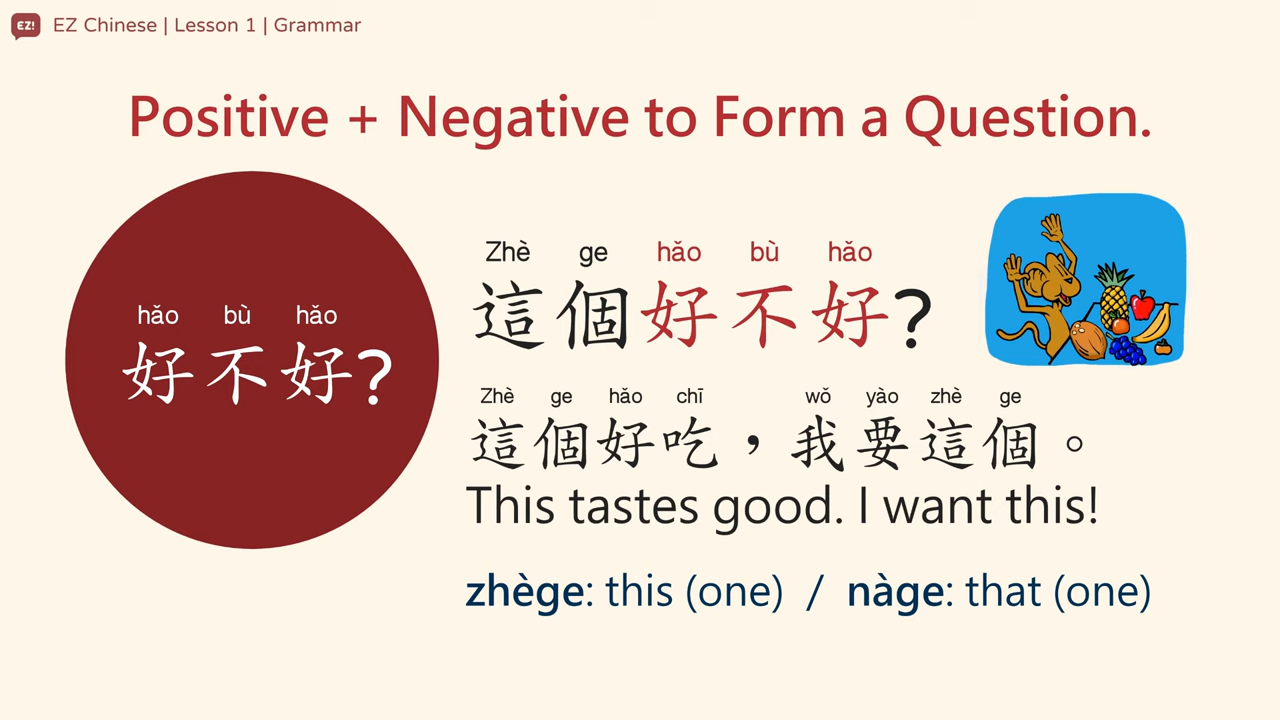 EZ!
EZ Chinese | Lesson 1 | Grammar
Positive + Negative to Form a Question.
hǎo bù hǎo
好不好?
Zhè ge hǎo bù hǎo
這個好不好?
Zhè ge hǎo chī wǒ yào zhè ge
這個好吃，我要這個。
This tastes good. I want this!
zhège: this (one) / nàge: that (one)